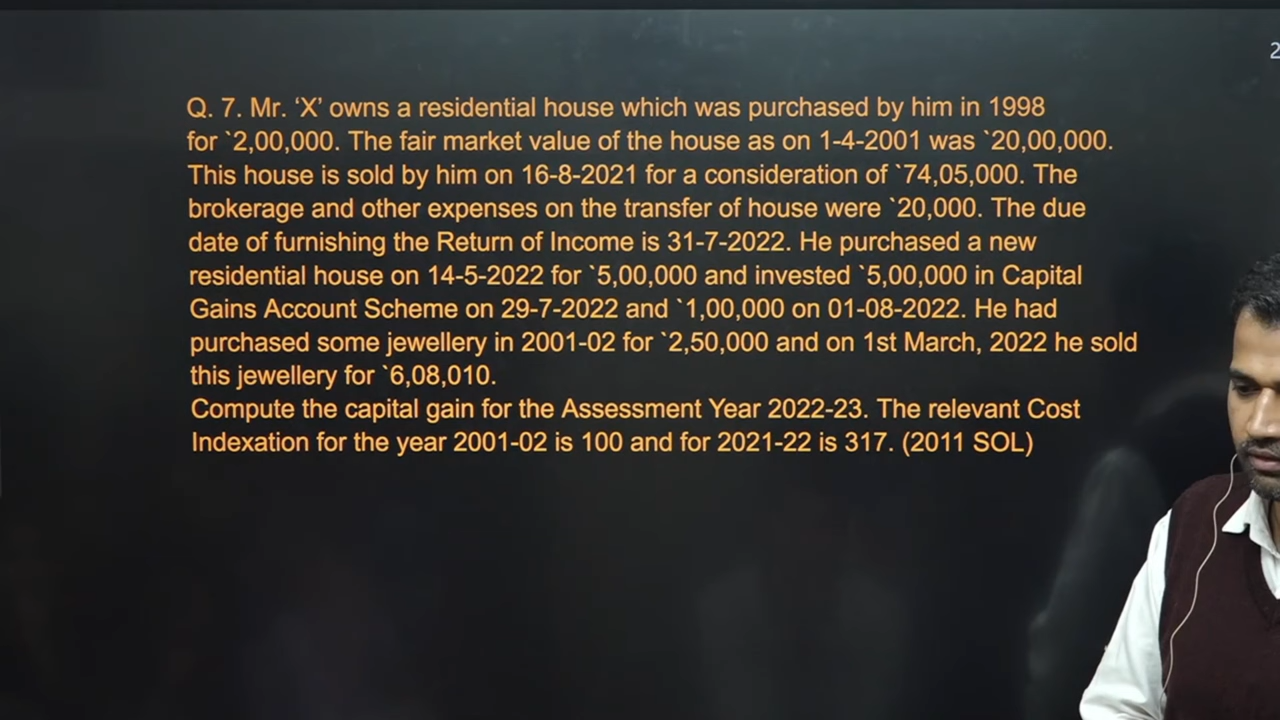 2
Q. 7. Mr. ‘X’ owns a residential house which was purchased by him in 1998
for `2,00,000. The fair market value of the house as on 1-4-2001 was `20,00,000.
This house is sold by him on 16-8-2021 for a consideration of `74,05,000. The
brokerage and other expenses on the transfer of house were `20,000. The due
date of furnishing the Return of Income is 31-7-2022. He purchased a new
residential house on 14-5-2022 for `5,00,000 and invested `5,00,000 in Capital
Gains Account Scheme on 29-7-2022 and `1,00,000 on 01-08-2022. He had
purchased some jewellery in 2001-02 for `2,50,000 and on 1st March, 2022 he sold
this jewellery for `6,08,010.
Compute the capital gain for the Assessment Year 2022-23. The relevant Cost
Indexation for the year 2001-02 is 100 and for 2021-22 is 317. (2011 SOL)